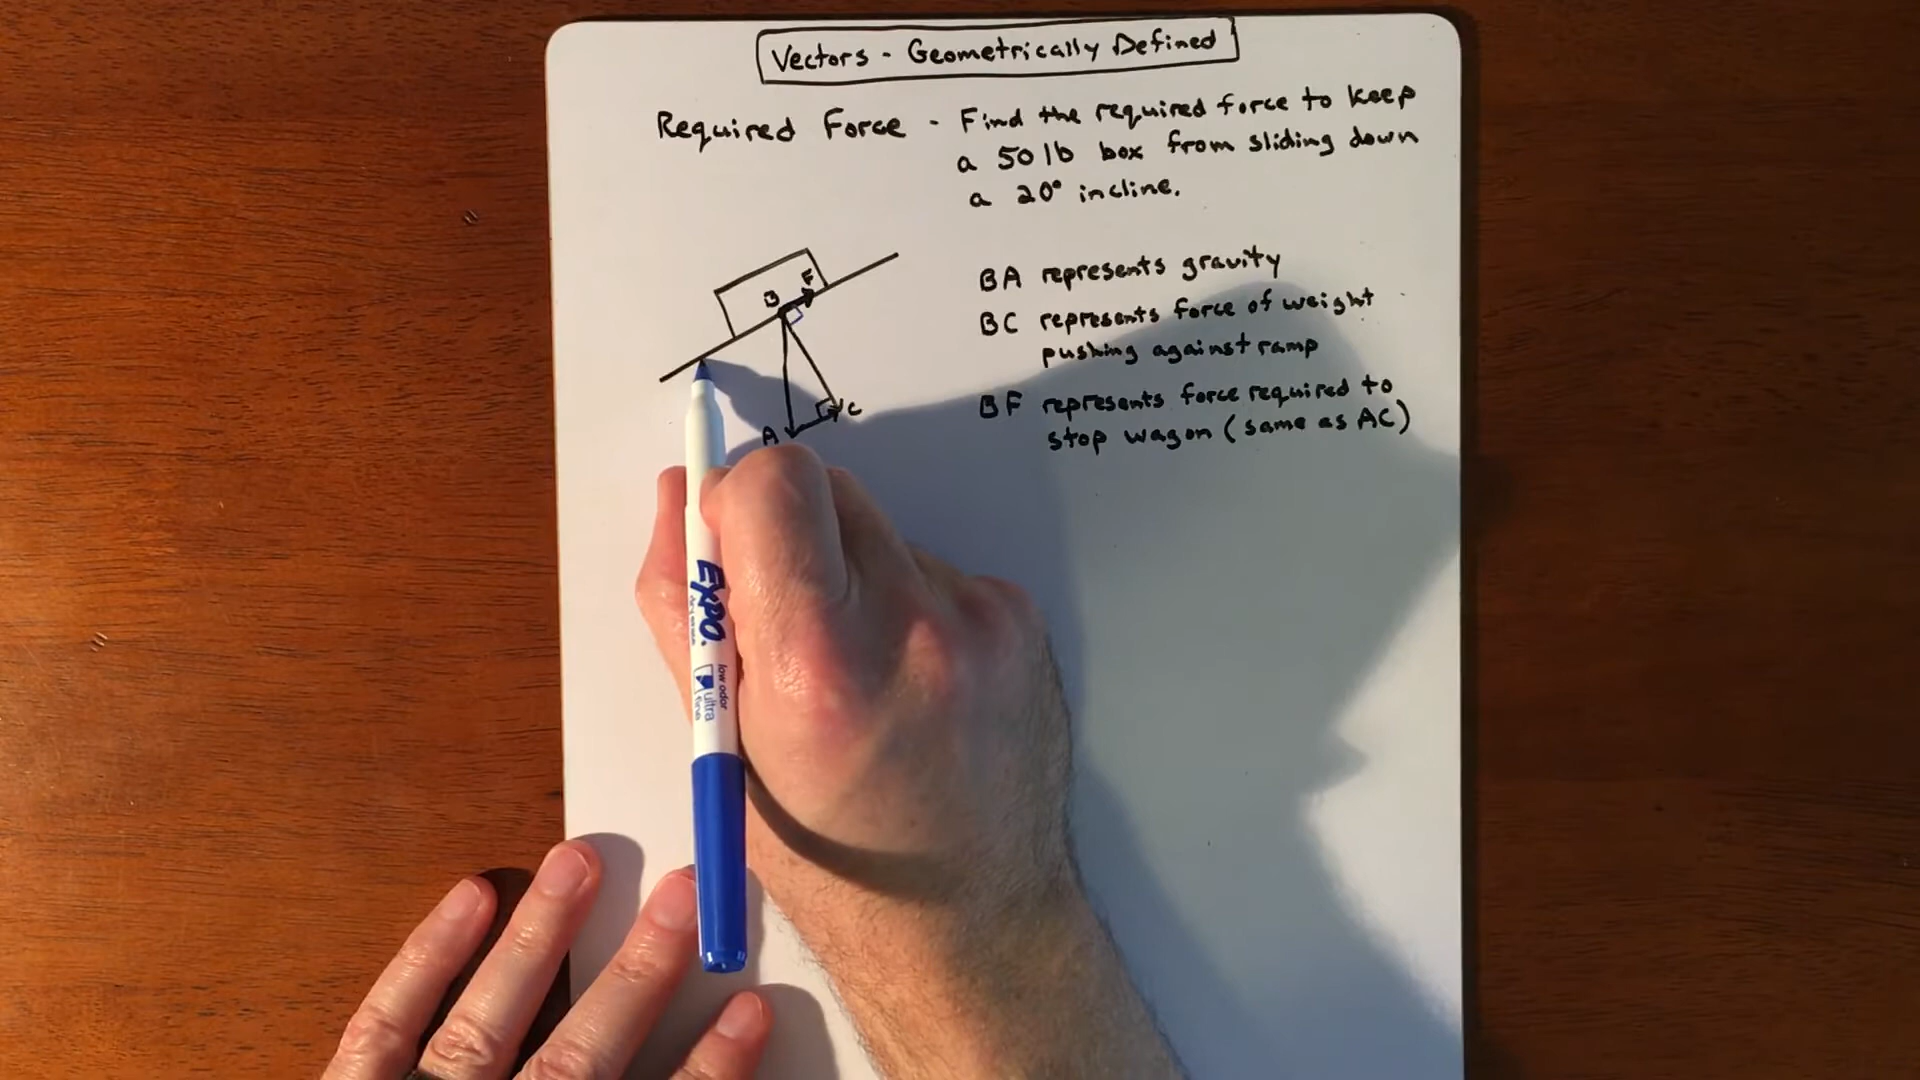 Vectors - Geometrically Defined
Required Force - Find the required force to keep
a 50 lb box from sliding down
a 20° incline.
BA represents gravity
BC represents force of weight
pushing against ramp
BF represents force required to
stop wagon (same as AC)
F
B
C
A
EXPO.
low odor
ultra
fine